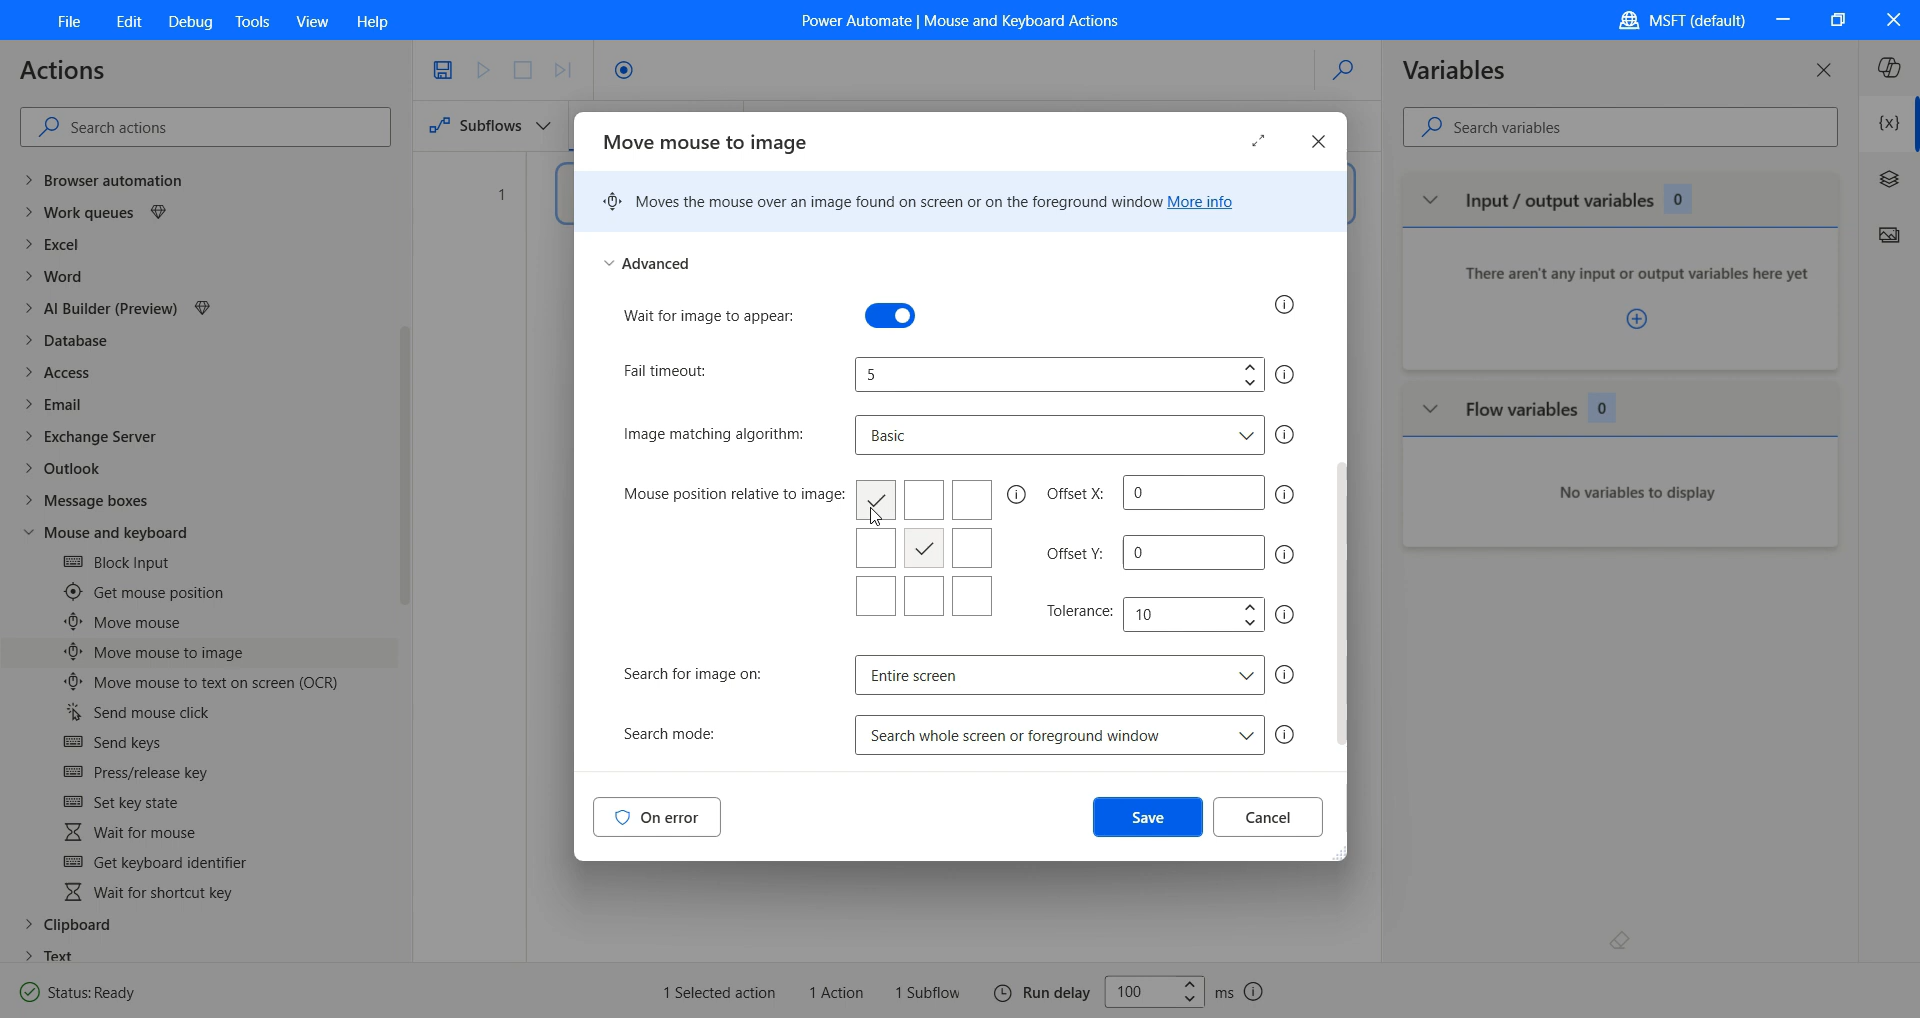 File Edit Debug Tools View Help
Power Automate | Mouse and Keyboard Actions
MSFT (default)
Actions
Search actions
Browser automation
Work queues
Excel
Word
AI Builder (Preview)
Database
Access
Email
Exchange Server
Outlook
Message boxes
Mouse and keyboard
Block Input
Get mouse position
Move mouse
Move mouse to image
Move mouse to text on screen (OCR)
Send mouse click
Send keys
Press/release key
Set key state
Wait for mouse
Get keyboard identifier
Wait for shortcut key
Clipboard
Text
Subflows
1
Move mouse to image
Moves the mouse over an image found on screen or on the foreground window More info
Advanced
Wait for image to appear:
Fail timeout: 5
Image matching algorithm: Basic
Mouse position relative to image:
Offset X: 0
Offset Y: 0
Tolerance: 10
Search for image on: Entire screen
Search mode: Search whole screen or foreground window
On error Save Cancel
Variables
Search variables
{x}
Input / output variables 0
There aren't any input or output variables here yet
Flow variables 0
No variables to display
Status: Ready 1 Selected action 1 Action 1 Subflow Run delay 100 ms